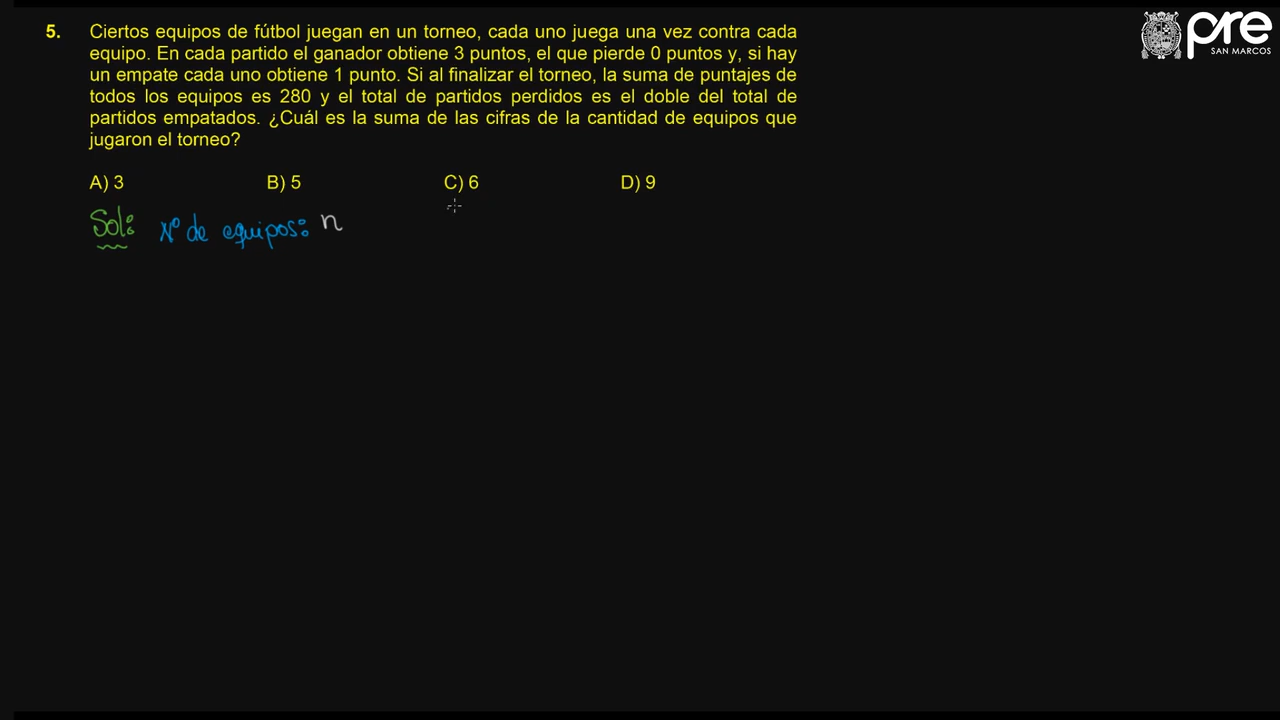 5. Ciertos equipos de fútbol juegan en un torneo, cada uno juega una vez contra cada
equipo. En cada partido el ganador obtiene 3 puntos, el que pierde 0 puntos y, si hay
un empate cada uno obtiene 1 punto. Si al finalizar el torneo, la suma de puntajes de
todos los equipos es 280 y el total de partidos perdidos es el doble del total de
partidos empatados. ¿Cuál es la suma de las cifras de la cantidad de equipos que
jugaron el torneo?
A) 3 B) 5 C) 6 D) 9
Sol: N° de equipos: n
pre
SAN MARCOS